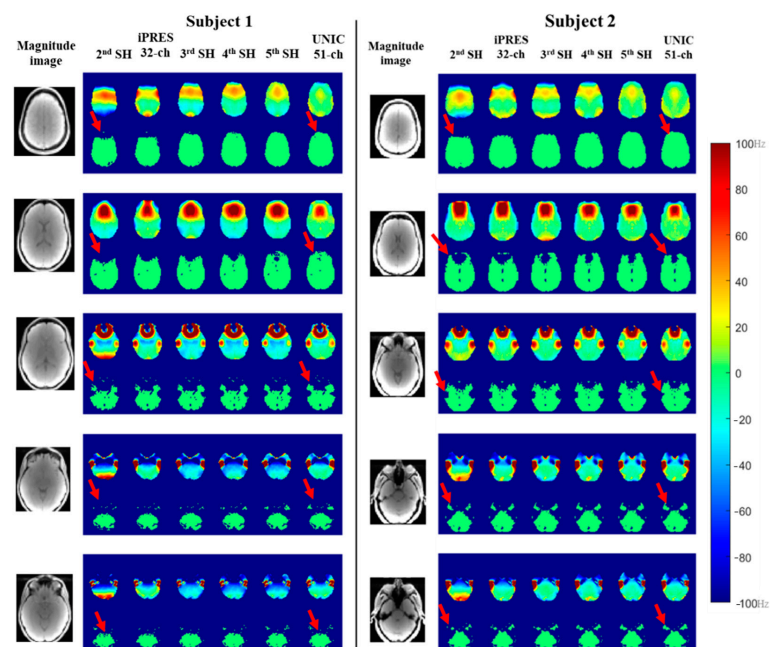 Subject 1
Magnitude image
2nd SH
iPRES 32-ch
3rd SH
4th SH
5th SH
UNIC 51-ch
Subject 2
Magnitude image
2nd SH
iPRES 32-ch
3rd SH
4th SH
5th SH
UNIC 51-ch
100Hz
80
60
40
20
0
-20
-40
-60
-80
-100Hz